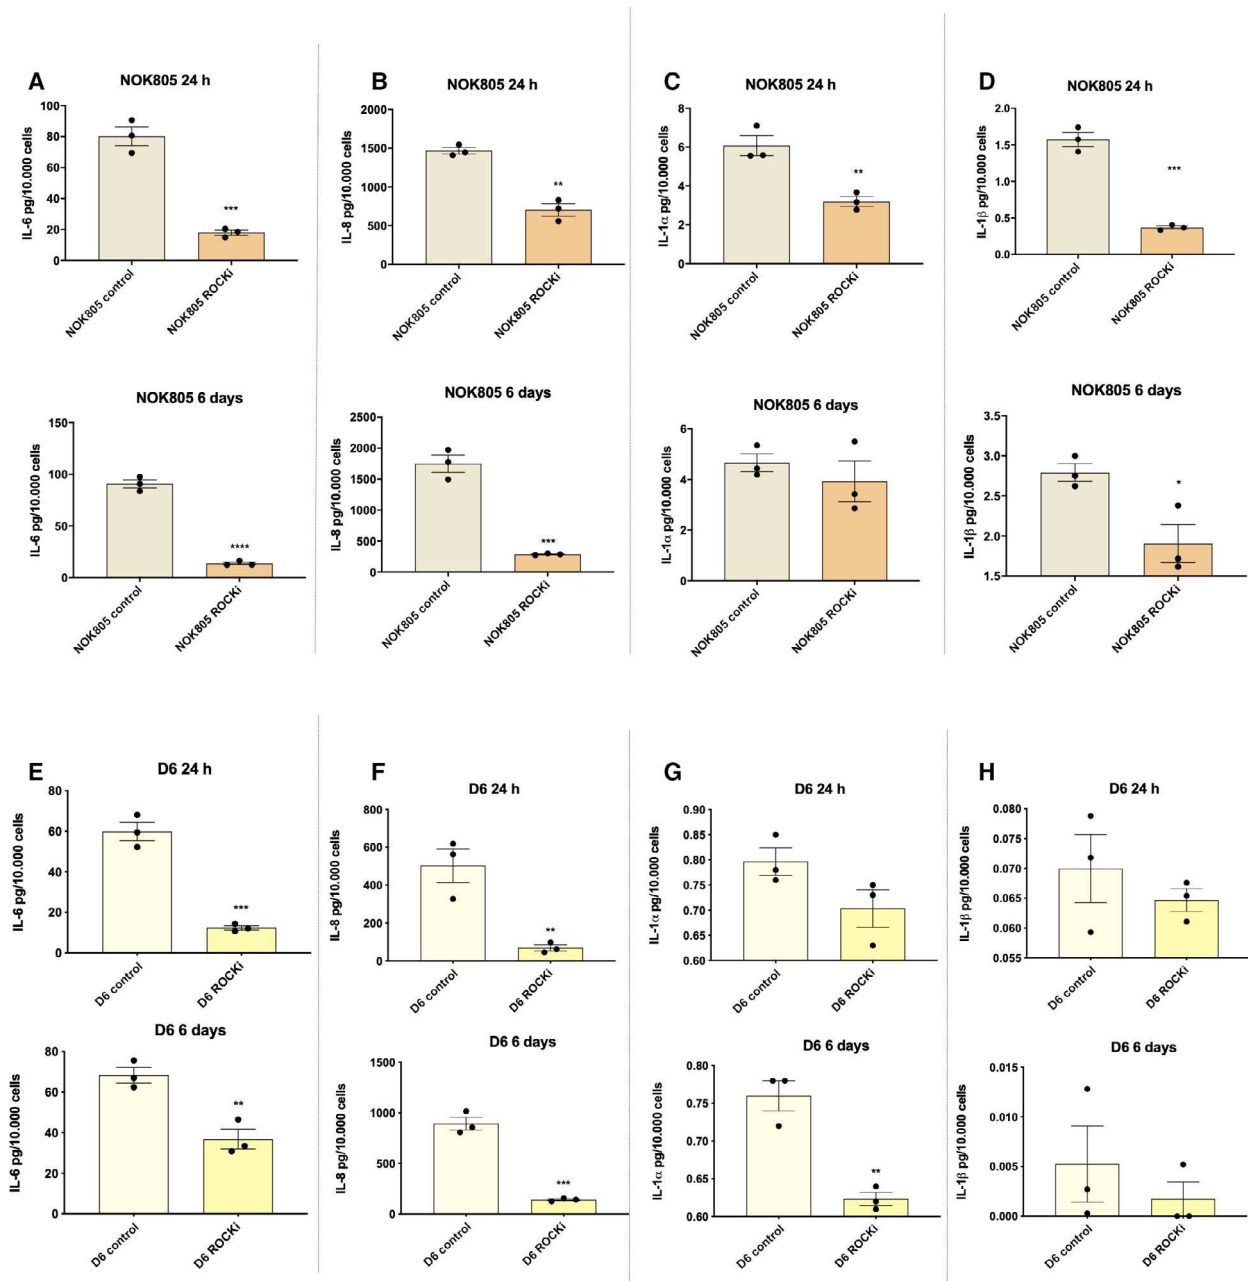 A
NOK805 24 h
IL-6 pg/10.000 cells
100
80
60
40
20
0
***
NOK805 control
NOK805 ROCKi
B
NOK805 24 h
IL-8 pg/10.000 cells
2000
1500
1000
500
0
**
NOK805 control
NOK805 ROCKi
C
NOK805 24 h
IL-1α pg/10.000 cells
8
6
4
2
0
**
NOK805 control
NOK805 ROCKi
D
NOK805 24 h
IL-1β pg/10.000 cells
2.0
1.5
1.0
0.5
0.0
***
NOK805 control
NOK805 ROCKi
NOK805 6 days
IL-6 pg/10.000 cells
150
100
50
0
****
NOK805 control
NOK805 ROCKi
NOK805 6 days
IL-8 pg/10.000 cells
2500
2000
1500
1000
500
0
***
NOK805 control
NOK805 ROCKi
NOK805 6 days
IL-1α pg/10.000 cells
6
4
2
0
NOK805 control
NOK805 ROCKi
NOK805 6 days
IL-1β pg/10.000 cells
3.5
3.0
2.5
2.0
1.5
*
NOK805 control
NOK805 ROCKi
E
D6 24 h
IL-6 pg/10.000 cells
80
60
40
20
0
***
D6 control
D6 ROCKi
F
D6 24 h
IL-8 pg/10.000 cells
800
600
400
200
0
**
D6 control
D6 ROCKi
G
D6 24 h
IL-1α pg/10.000 cells
0.90
0.85
0.80
0.75
0.70
0.65
0.60
D6 control
D6 ROCKi
H
D6 24 h
IL-1β pg/10.000 cells
0.080
0.075
0.070
0.065
0.060
0.055
D6 control
D6 ROCKi
D6 6 days
IL-6 pg/10.000 cells
80
60
40
20
0
**
D6 control
D6 ROCKi
D6 6 days
IL-8 pg/10.000 cells
1500
1000
500
0
***
D6 control
D6 ROCKi
D6 6 days
IL-1α pg/10.000 cells
0.80
0.75
0.70
0.65
0.60
**
D6 control
D6 ROCKi
D6 6 days
IL-1β pg/10.000 cells
0.015
0.010
0.005
0.000
D6 control
D6 ROCKi